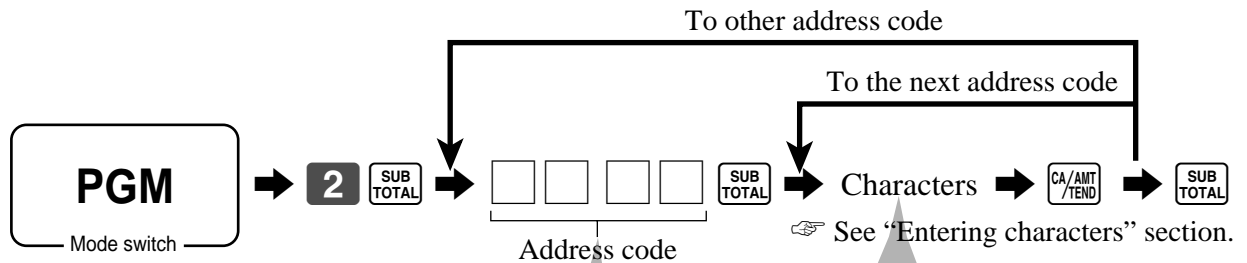 To other address code
To the next address code
PGM
Mode switch
2
SUB
TOTAL
SUB
TOTAL
Characters
CA/AMT
/TEND
SUB
TOTAL
Address code
☞ See “Entering characters” section.